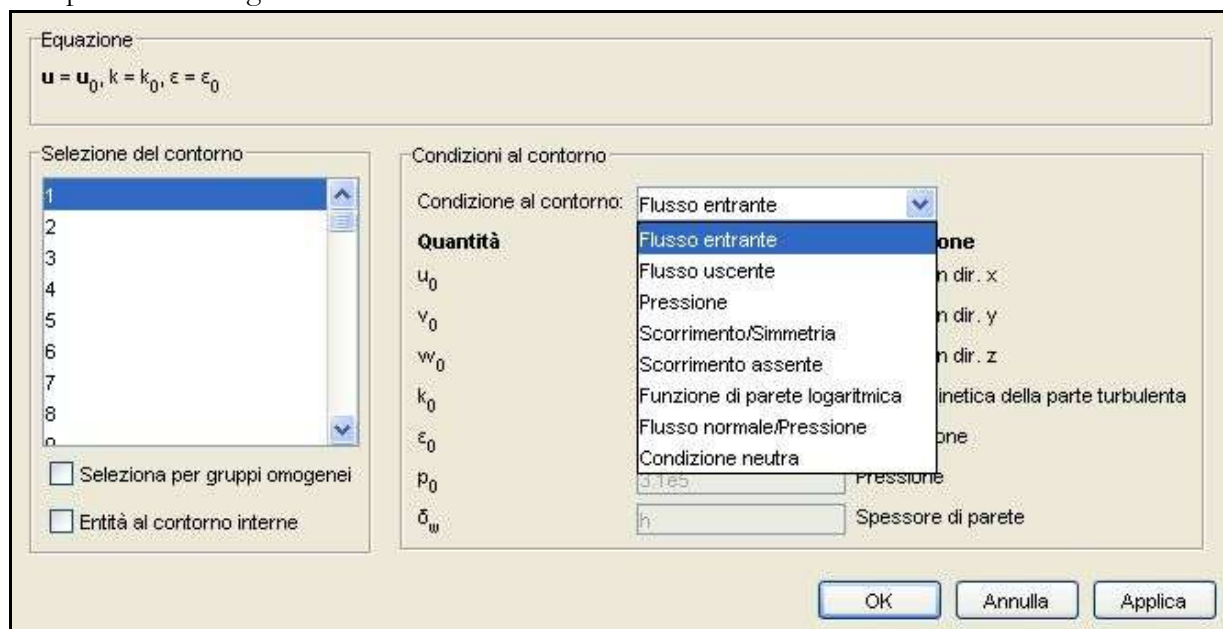 Equazione
u = u0, k = k0, ε = ε0
Selezione del contorno
1
2
3
4
5
6
7
8
Seleziona per gruppi omogenei
Entità al contorno interne
Condizioni al contorno
Condizione al contorno: Flusso entrante
Flusso entrante
Flusso uscente
Pressione
Scorrimento/Simmetria
Scorrimento assente
Funzione di parete logaritmica
Flusso normale/Pressione
Condizione neutra
Quantità one
u0 n dir. x
v0 n dir. y
w0 n dir. z
k0 inetica della parte turbulenta
ε0 one
p0 3.1e5 Pressione
δw h Spessore di parete
OK Annulla Applica